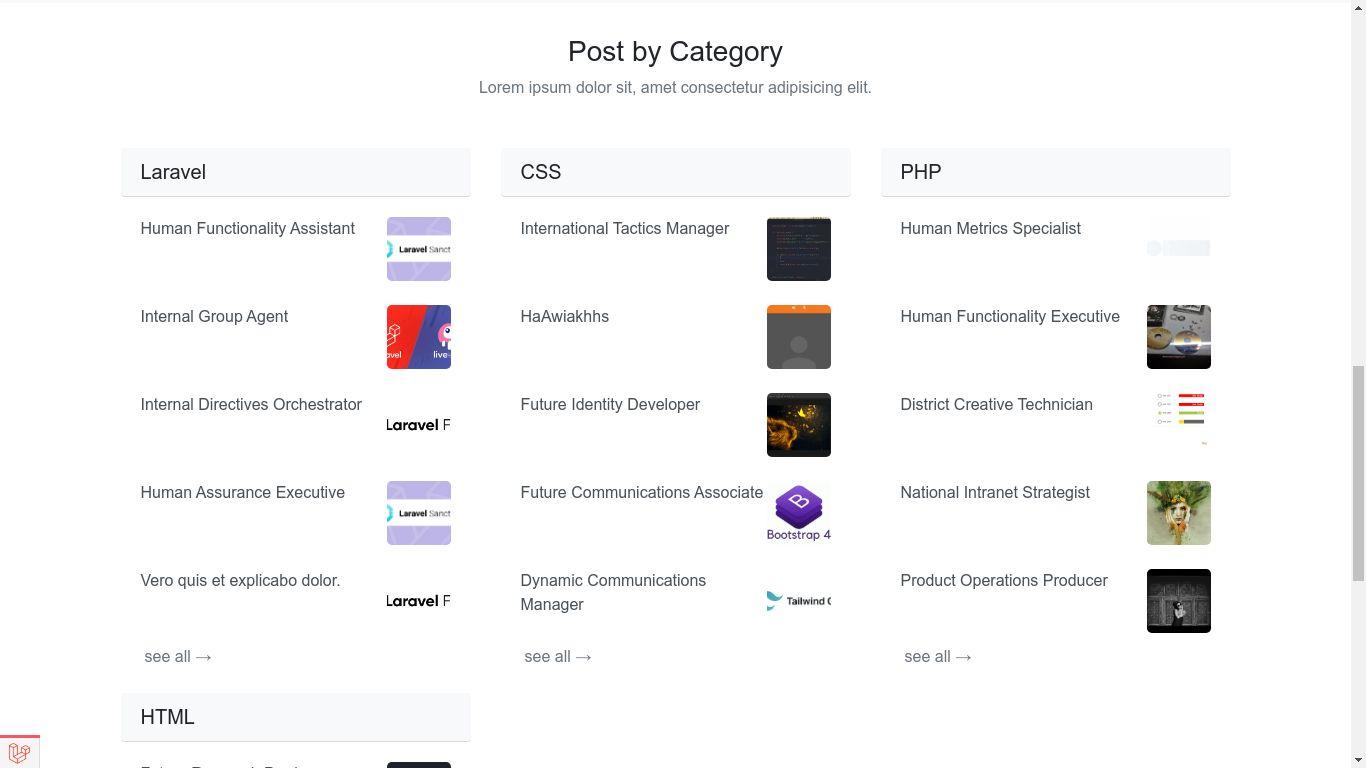 Post by Category
Lorem ipsum dolor sit, amet consectetur adipisicing elit.
Laravel
Human Functionality Assistant
Laravel Sanct
Internal Group Agent
avel live-
Internal Directives Orchestrator
Laravel F
Human Assurance Executive
Laravel Sanct
Vero quis et explicabo dolor.
Laravel F
see all →
CSS
International Tactics Manager
HaAwiakhhs
Future Identity Developer
Future Communications Associate
B
Bootstrap 4
Dynamic Communications
Manager
Tailwind
see all →
PHP
Human Metrics Specialist
Human Functionality Executive
District Creative Technician
National Intranet Strategist
Product Operations Producer
see all →
HTML